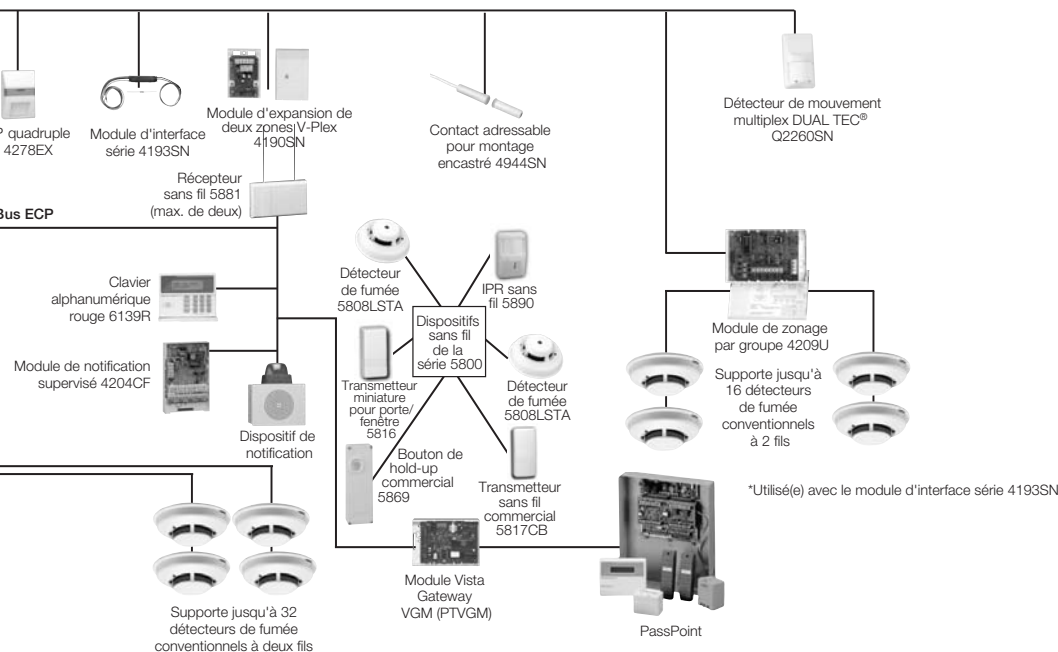 quadruple
4278EX
Module d'interface
série 4193SN
Module d'expansion de
deux zones V-Plex
4190SN
Contact adressable
pour montage
encastré 4944SN
Détecteur de mouvement
multiplex DUAL TEC®
Q2260SN
Récepteur
sans fil 5881
(max. de deux)
Bus ECP
Clavier
alphanumérique
rouge 6139R
Module de notification
supervisé 4204CF
Dispositif de
notification
Détecteur
de fumée
5808LSTA
IPR sans
fil 5890
Dispositifs
sans fil
de la
série 5800
Transmetteur
miniature
pour porte/
fenêtre
5816
Détecteur
de fumée
5808LSTA
Bouton de
hold-up
commercial
5869
Transmetteur
sans fil
commercial
5817CB
Module de zonage
par groupe 4209U
Supporte jusqu'à
16 détecteurs
de fumée
conventionnels
à 2 fils
*Utilisé(e) avec le module d'interface série 4193SN
Supporte jusqu'à 32
détecteurs de fumée
conventionnels à deux fils
Module Vista
Gateway
VGM (PTVGM)
PassPoint